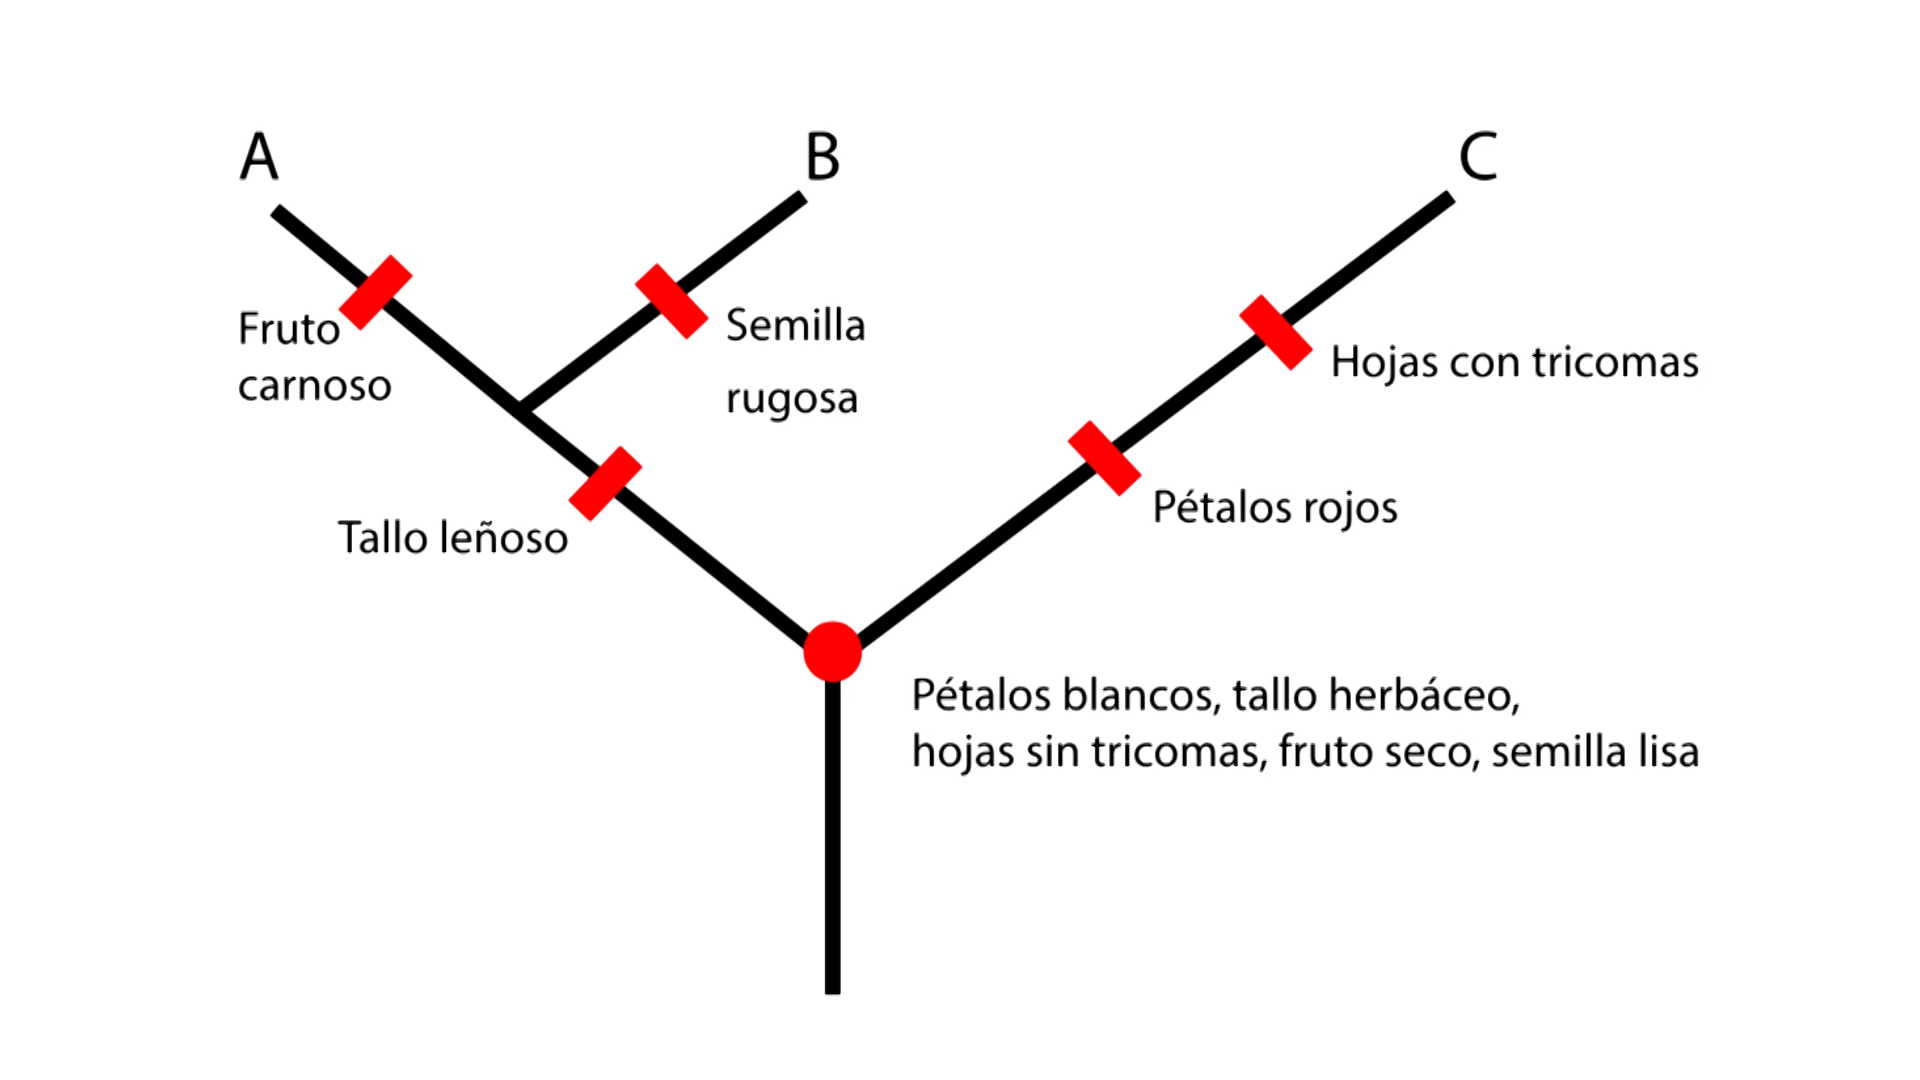 A
B
C
Fruto
carnoso
Semilla
rugosa
Hojas con tricomas
Tallo leñoso
Pétalos rojos
Pétalos blancos, tallo herbáceo,
hojas sin tricomas, fruto seco, semilla lisa